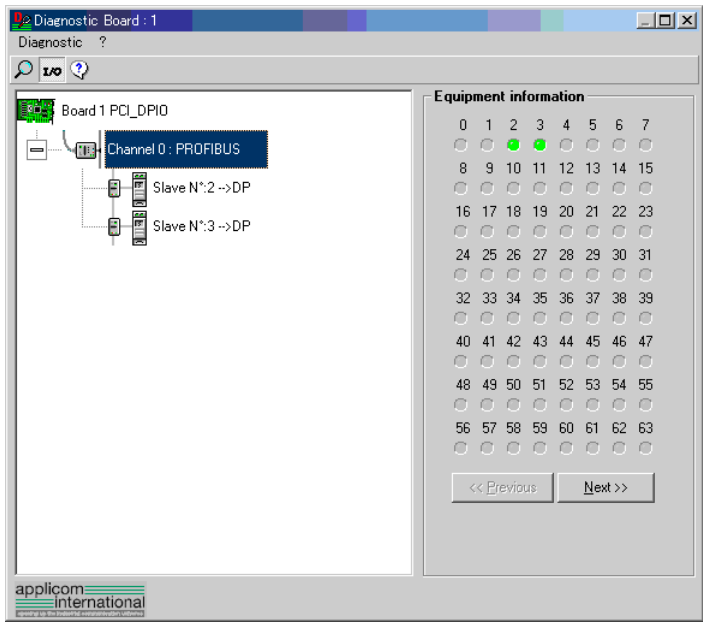 Diagnostic Board : 1
Diagnostic ?
I/O
Board 1 PCI_DPIO
Channel 0 : PROFIBUS
Slave N°:2 -->DP
Slave N°:3 -->DP
Equipment information
0 1 2 3 4 5 6 7
8 9 10 11 12 13 14 15
16 17 18 19 20 21 22 23
24 25 26 27 28 29 30 31
32 33 34 35 36 37 38 39
40 41 42 43 44 45 46 47
48 49 50 51 52 53 54 55
56 57 58 59 60 61 62 63
<< Previous Next >>
applicom
international